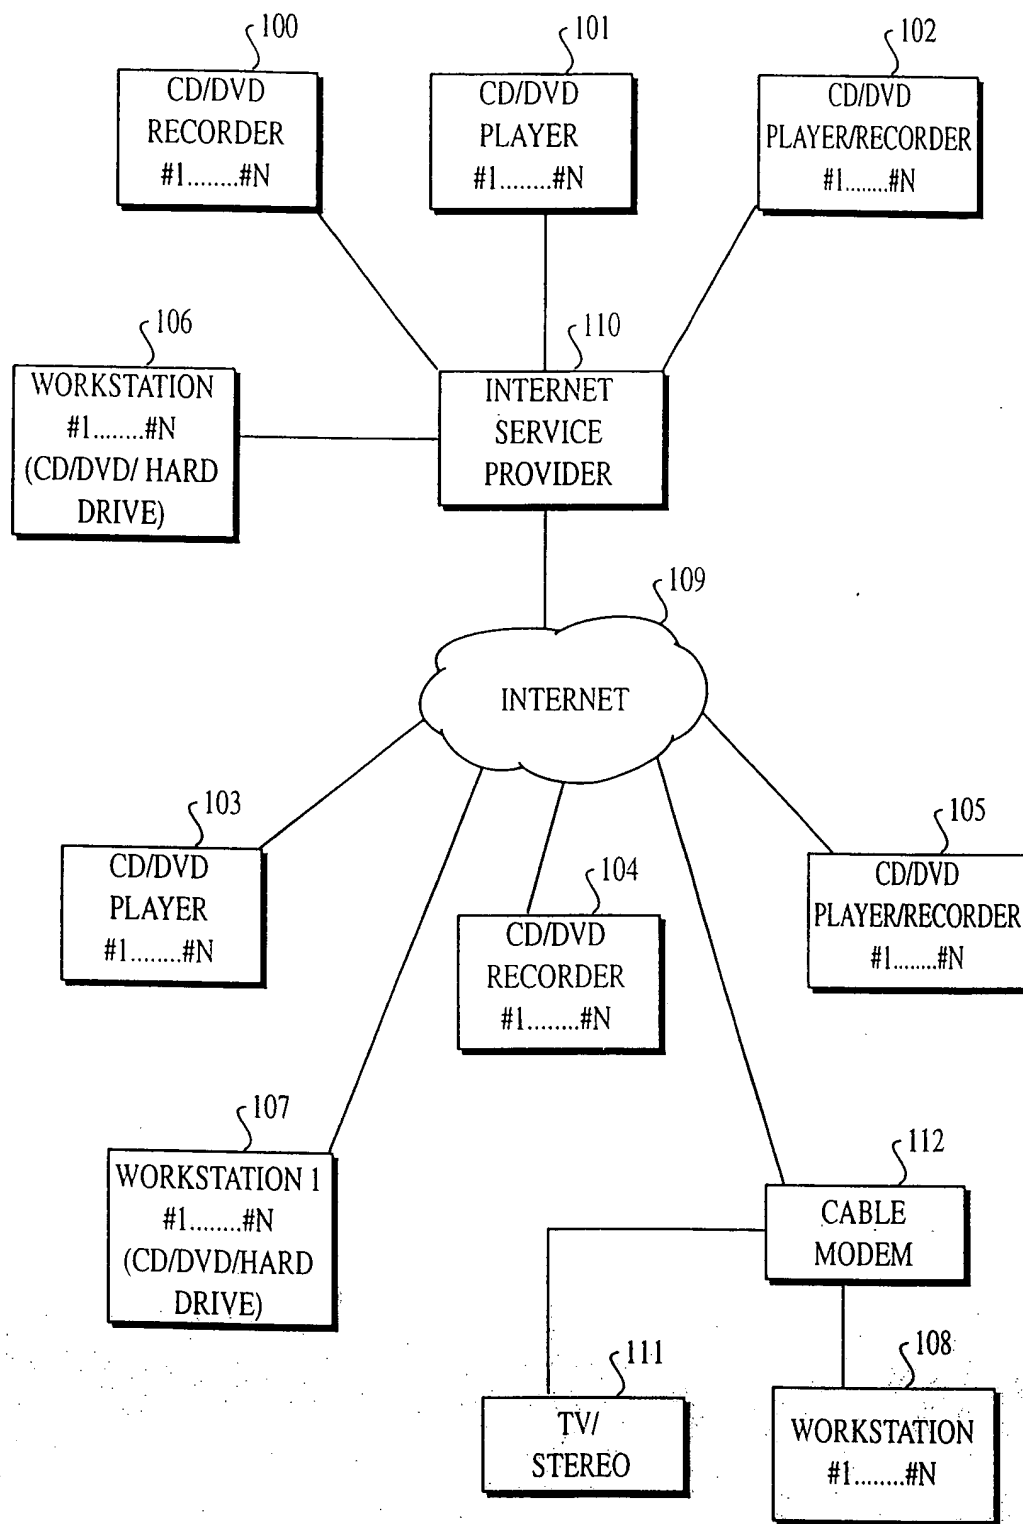 100
CD/DVD
RECORDER
#1........#N
101
CD/DVD
PLAYER
#1........#N
102
CD/DVD
PLAYER/RECORDER
#1........#N
106
WORKSTATION
#1........#N
(CD/DVD/ HARD
DRIVE)
110
INTERNET
SERVICE
PROVIDER
109
INTERNET
103
CD/DVD
PLAYER
#1........#N
104
CD/DVD
RECORDER
#1........#N
105
CD/DVD
PLAYER/RECORDER
#1........#N
107
WORKSTATION 1
#1........#N
(CD/DVD/HARD
DRIVE)
112
CABLE
MODEM
111
TV/
STEREO
108
WORKSTATION
#1........#N